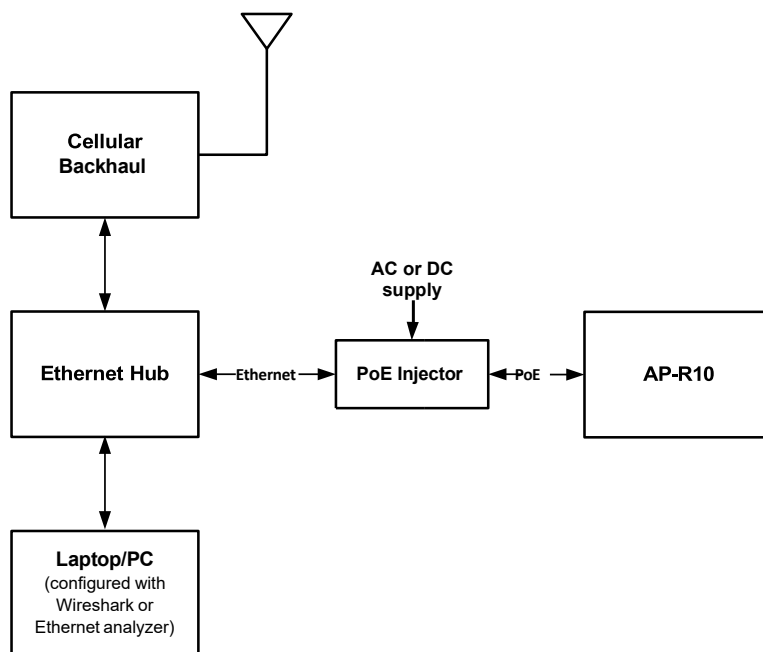 Cellular
Backhaul
AC or DC
supply
Ethernet Hub
Ethernet
PoE Injector
PoE
AP-R10
Laptop/PC
(configured with
Wireshark or
Ethernet analyzer)